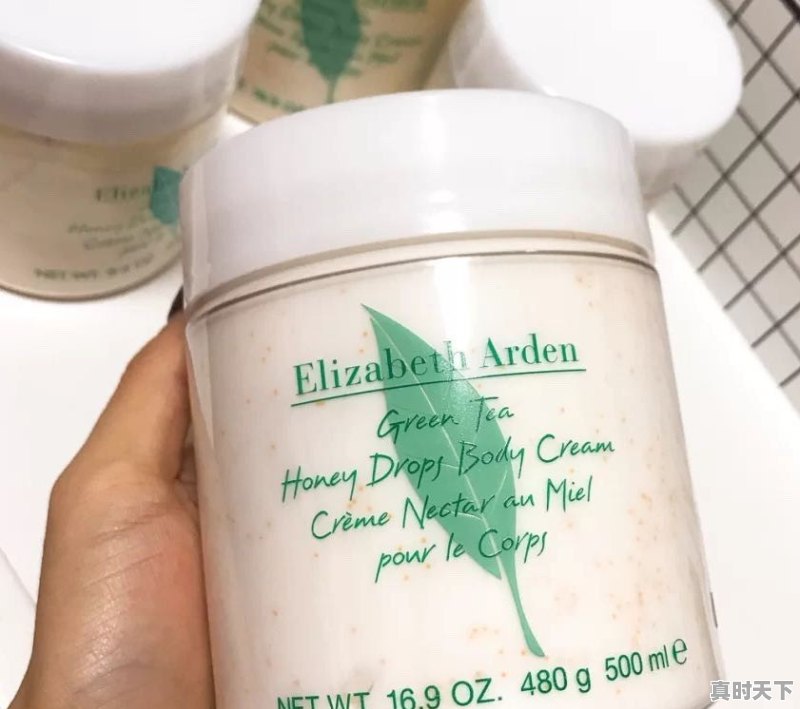 Elizabeth Arden
Green Tea
Honey Drops Body Cream
Crème Nectar au Miel
pour le Corps
NET WT. 16.9 OZ. 480 g 500 ml e
真时天下